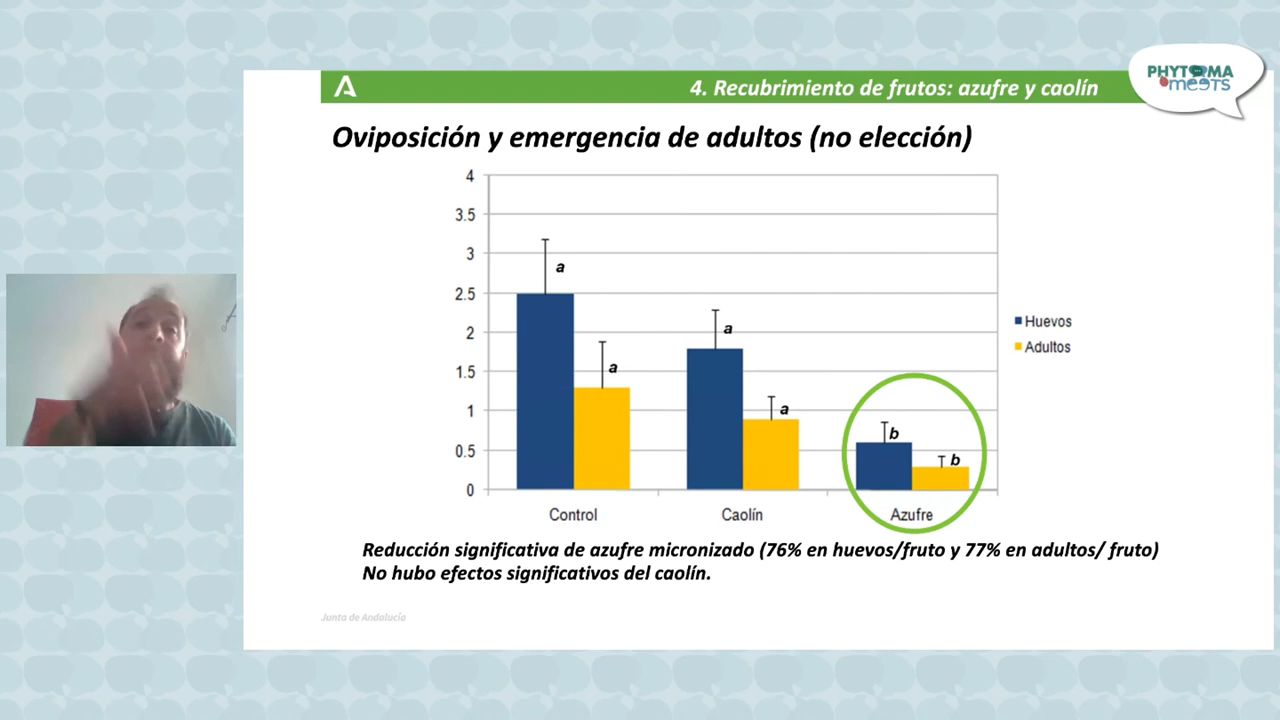 PHYTOMA
meets
4. Recubrimiento de frutos: azufre y caolín
Oviposición y emergencia de adultos (no elección)
4
3.5
3
2.5
2
1.5
1
0.5
0
a
a
a
a
b
b
Huevos
Adultos
Control
Caolín
Azufre
Reducción significativa de azufre micronizado (76% en huevos/fruto y 77% en adultos/ fruto)
No hubo efectos significativos del caolín.
Junta de Andalucía